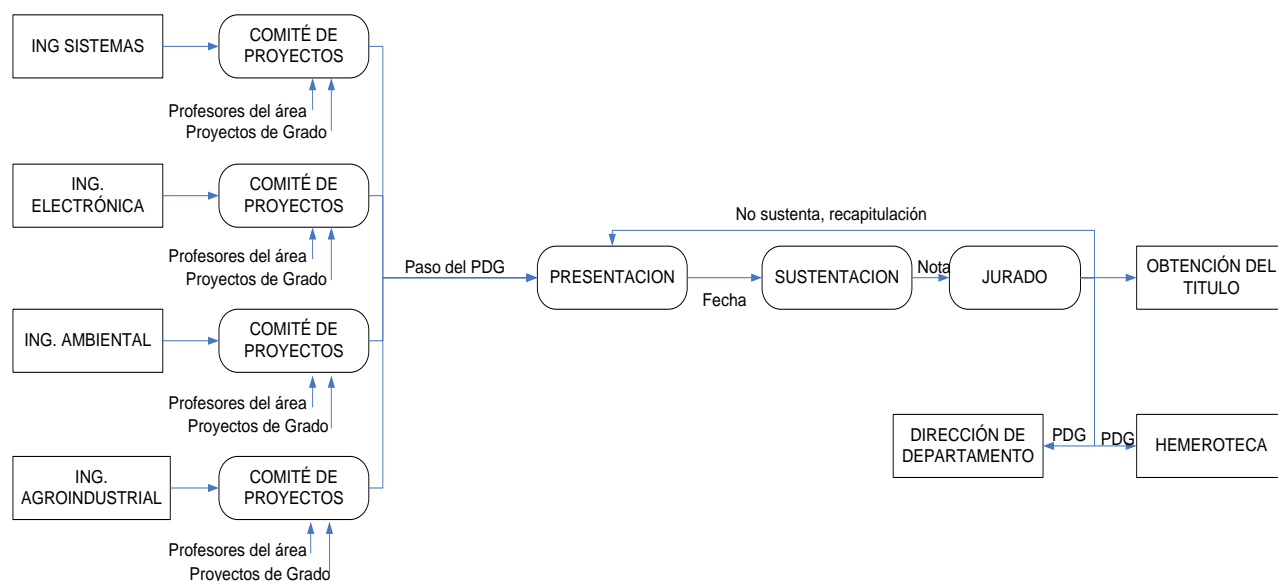 ING SISTEMAS
COMITÉ DE
PROYECTOS
Profesores del área
Proyectos de Grado
ING.
ELECTRÓNICA
COMITÉ DE
PROYECTOS
Profesores del área
Proyectos de Grado
ING. AMBIENTAL
COMITÉ DE
PROYECTOS
Profesores del área
Proyectos de Grado
ING.
AGROINDUSTRIAL
COMITÉ DE
PROYECTOS
Profesores del área
Proyectos de Grado
Paso del PDG
No sustenta, recapitulación
PRESENTACION
Fecha
SUSTENTACION
Nota
JURADO
OBTENCIÓN DEL
TITULO
DIRECCIÓN DE
DEPARTAMENTO
PDG
PDG
HEMEROTECA